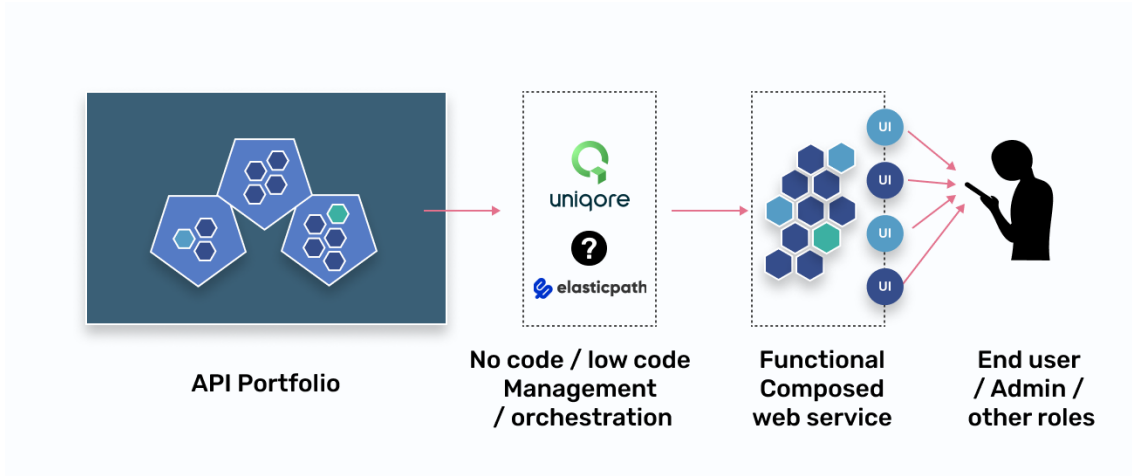 uniqore
?
elasticpath
UI
UI
UI
UI
API Portfolio
No code / low code
Management
/ orchestration
Functional
Composed
web service
End user
/ Admin /
other roles